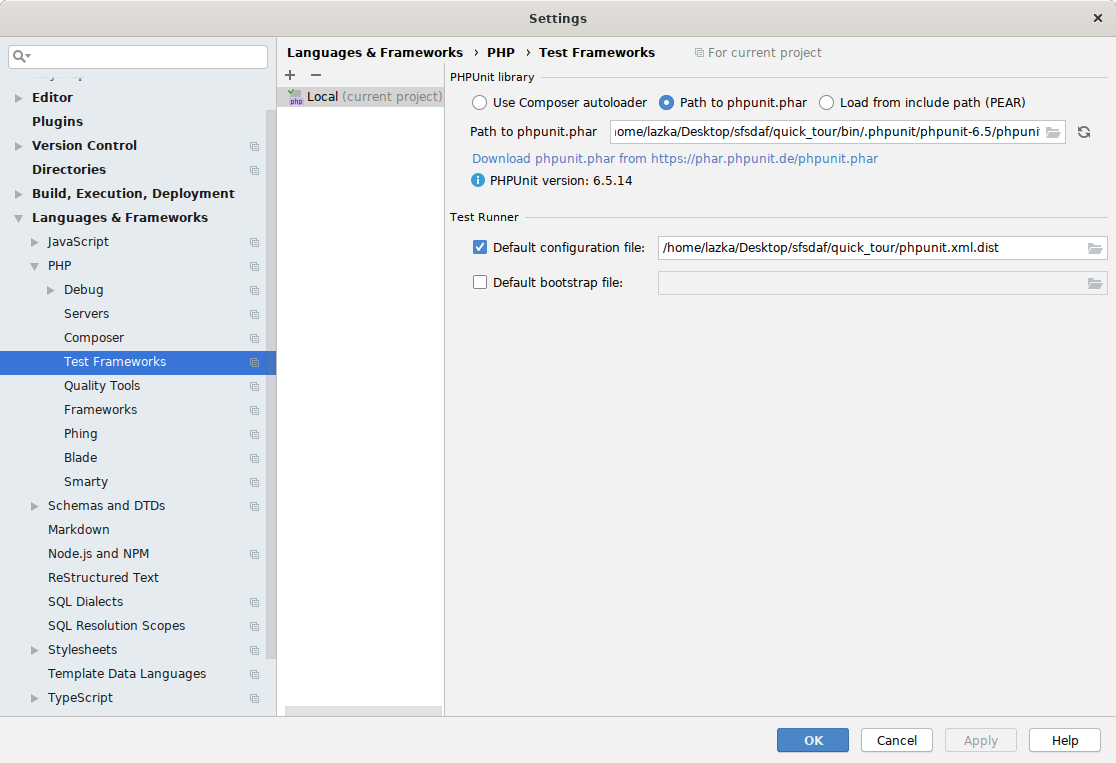 Settings
Editor
Plugins
Version Control
Directories
Build, Execution, Deployment
Languages & Frameworks
JavaScript
PHP
Debug
Servers
Composer
Test Frameworks
Quality Tools
Frameworks
Phing
Blade
Smarty
Schemas and DTDs
Markdown
Node.js and NPM
ReStructured Text
SQL Dialects
SQL Resolution Scopes
Stylesheets
Template Data Languages
TypeScript
Languages & Frameworks › PHP › Test Frameworks For current project
php Local (current project)
PHPUnit library
Use Composer autoloader Path to phpunit.phar Load from include path (PEAR)
Path to phpunit.phar ome/lazka/Desktop/sfsdaf/quick_tour/bin/.phpunit/phpunit-6.5/phpuni
Download phpunit.phar from https://phar.phpunit.de/phpunit.phar
PHPUnit version: 6.5.14
Test Runner
Default configuration file: /home/lazka/Desktop/sfsdaf/quick_tour/phpunit.xml.dist
Default bootstrap file:
OK Cancel Apply Help